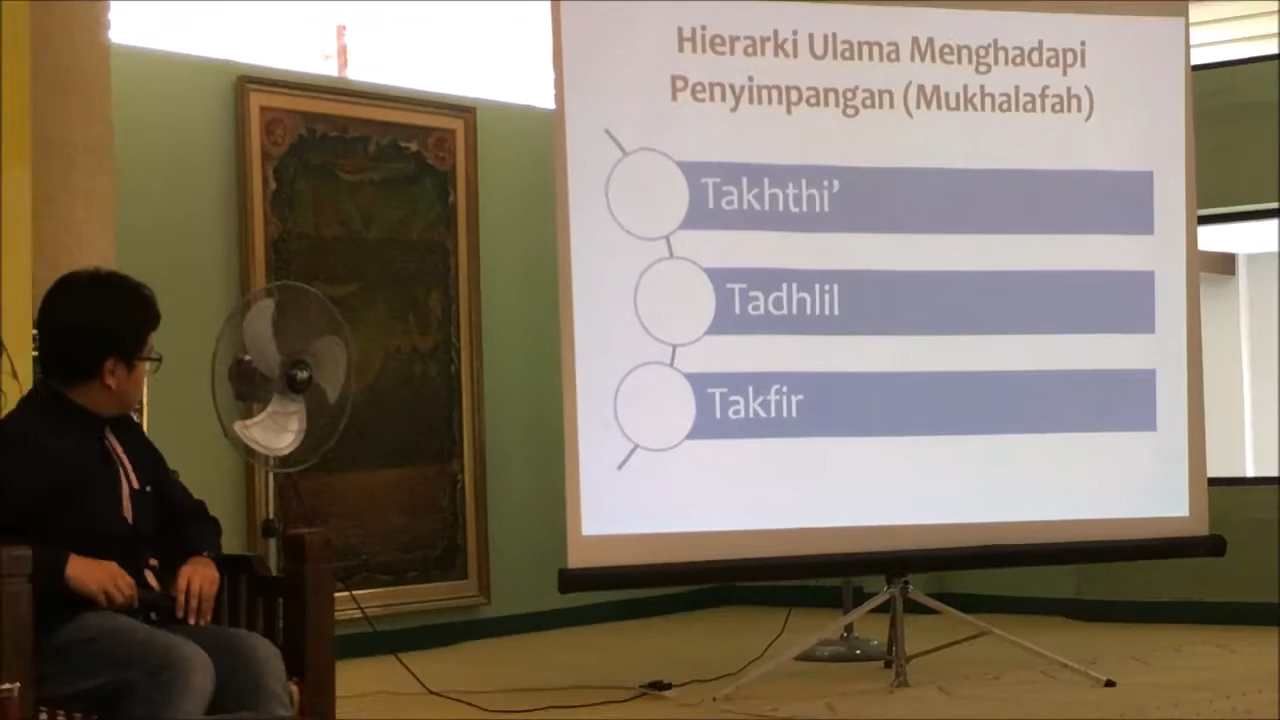 Hierarki Ulama Menghadapi
Penyimpangan (Mukhalafah)
Takhthi’
Tadhlil
Takfir